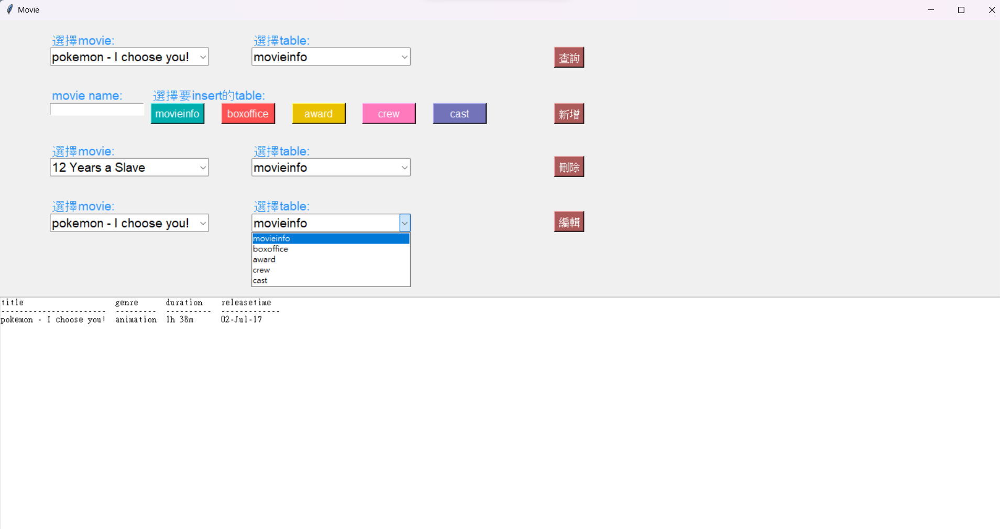 Movie
選擇movie: 選擇table:
pokemon - I choose you! movieinfo 查詢
movie name: 選擇要insert的table:
movieinfo boxoffice award crew cast 新增
選擇movie: 選擇table:
12 Years a Slave movieinfo 刪除
選擇movie: 選擇table:
pokemon - I choose you! movieinfo 編輯
movieinfo
boxoffice
award
crew
cast
title genre duration releasetime
----------------------- --------- ---------- -------------
pokemon - I choose you! animation 1h 38m 02-Jul-17